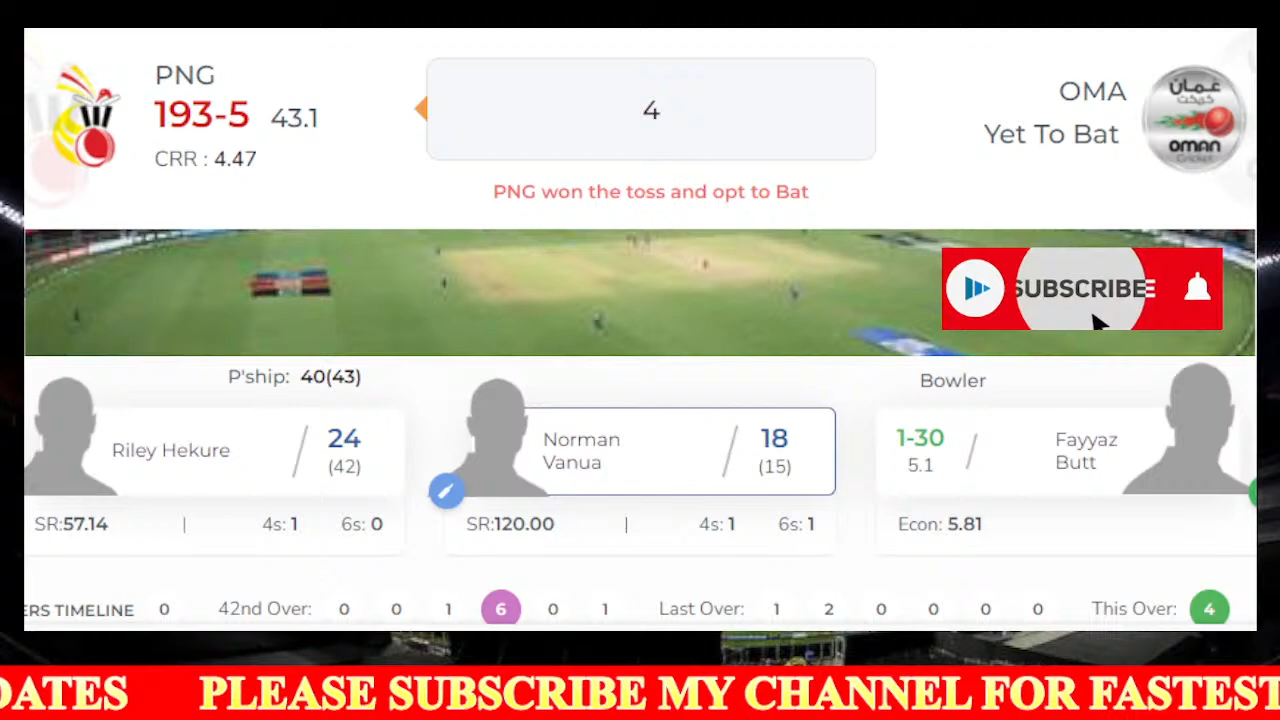 PNG
193-5 43.1
CRR : 4.47
4
PNG won the toss and opt to Bat
OMA
Yet To Bat
عمان
كريكت
OMAN
Cricket
SUBSCRIBE
P'ship: 40(43)
Riley Hekure
24
(42)
SR:57.14 | 4s: 1 6s: 0
Norman
Vanua
18
(15)
SR:120.00 | 4s: 1 6s: 1
Bowler
1-30
5.1
Fayyaz
Butt
Econ: 5.81
ERS TIMELINE 0 42nd Over: 0 0 1 6 0 1 Last Over: 1 2 0 0 0 0 This Over: 4
DATES PLEASE SUBSCRIBE MY CHANNEL FOR FASTEST